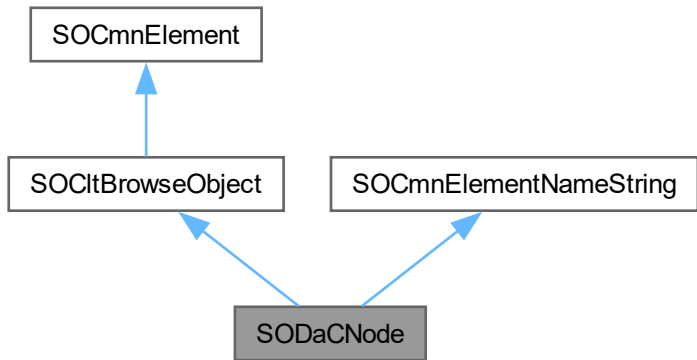 SOCmnElement
SOCltBrowseObject
SOCmnElementNameString
SODaCNode